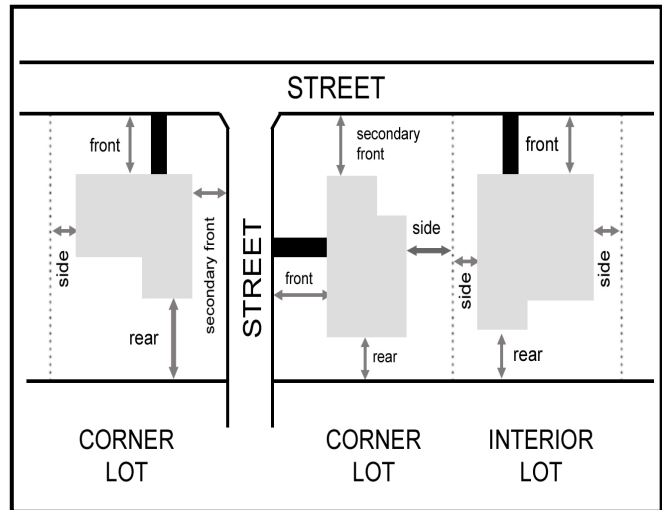 STREET
front
secondary front
side
rear
STREET
secondary
front
side
front
rear
front
side
side
rear
CORNER
LOT
CORNER
LOT
INTERIOR
LOT